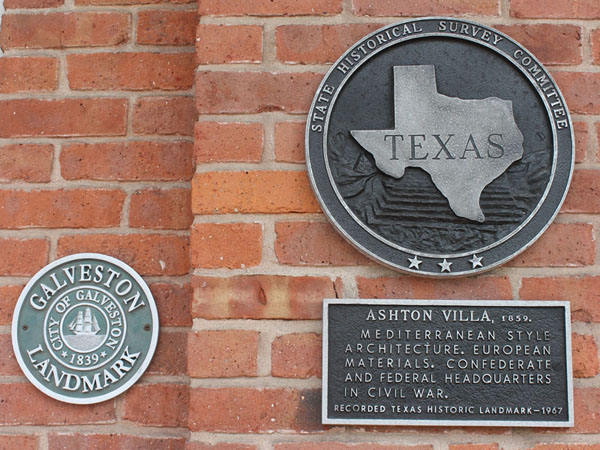 STATE HISTORICAL SURVEY COMMITTEE
TEXAS
GALVESTON
CITY OF GALVESTON
★1839★
LANDMARK
ASHTON VILLA, 1859.
MEDITERRANEAN STYLE
ARCHITECTURE. EUROPEAN
MATERIALS. CONFEDERATE
AND FEDERAL HEADQUARTERS
IN CIVIL WAR.
RECORDED TEXAS HISTORIC LANDMARK—1967